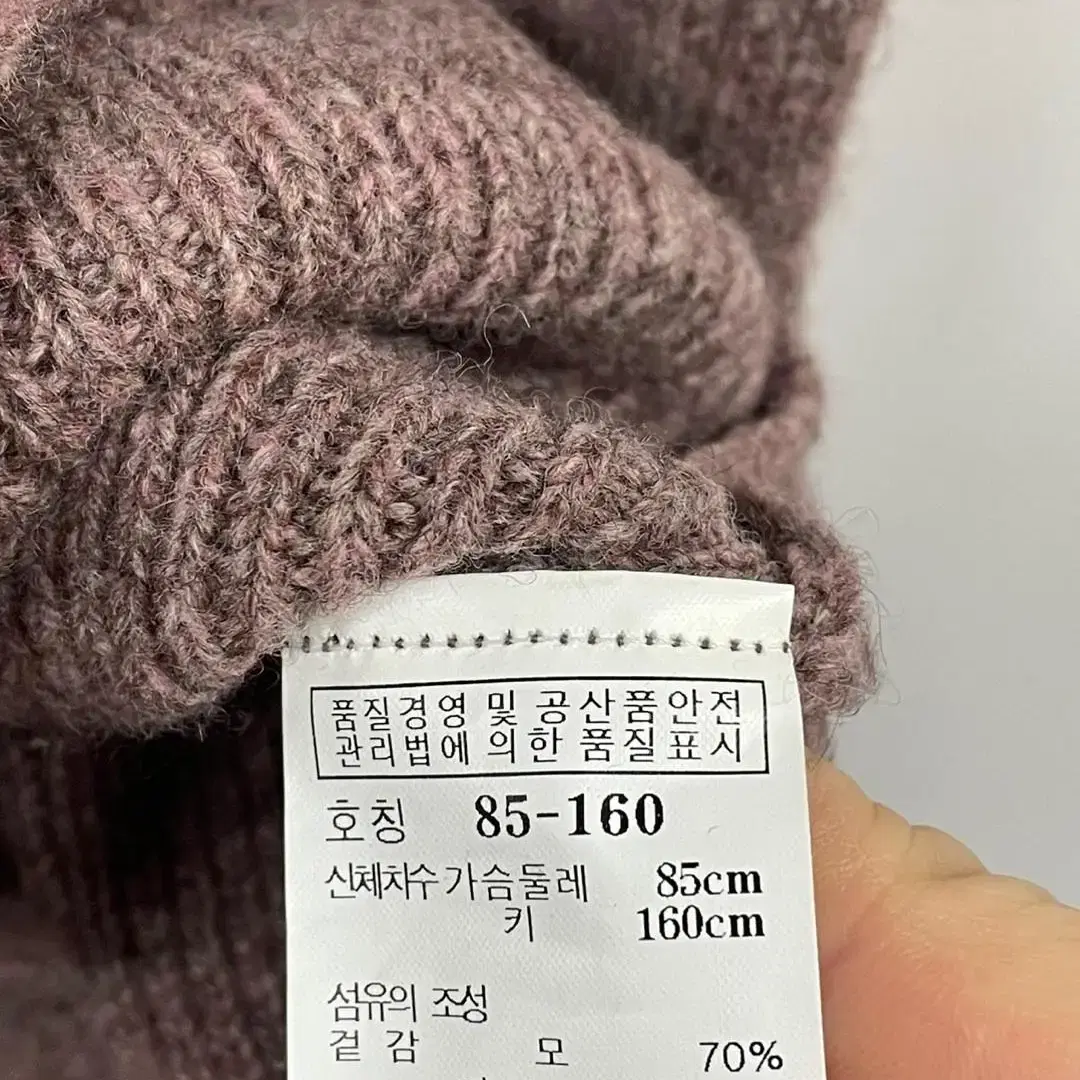 품질경영 및 공산품안전
관리법에 의한 품질표시
호칭 85-160
신체치수 가슴둘레 85cm
키 160cm
섬유의 조성
겉감 모 70%